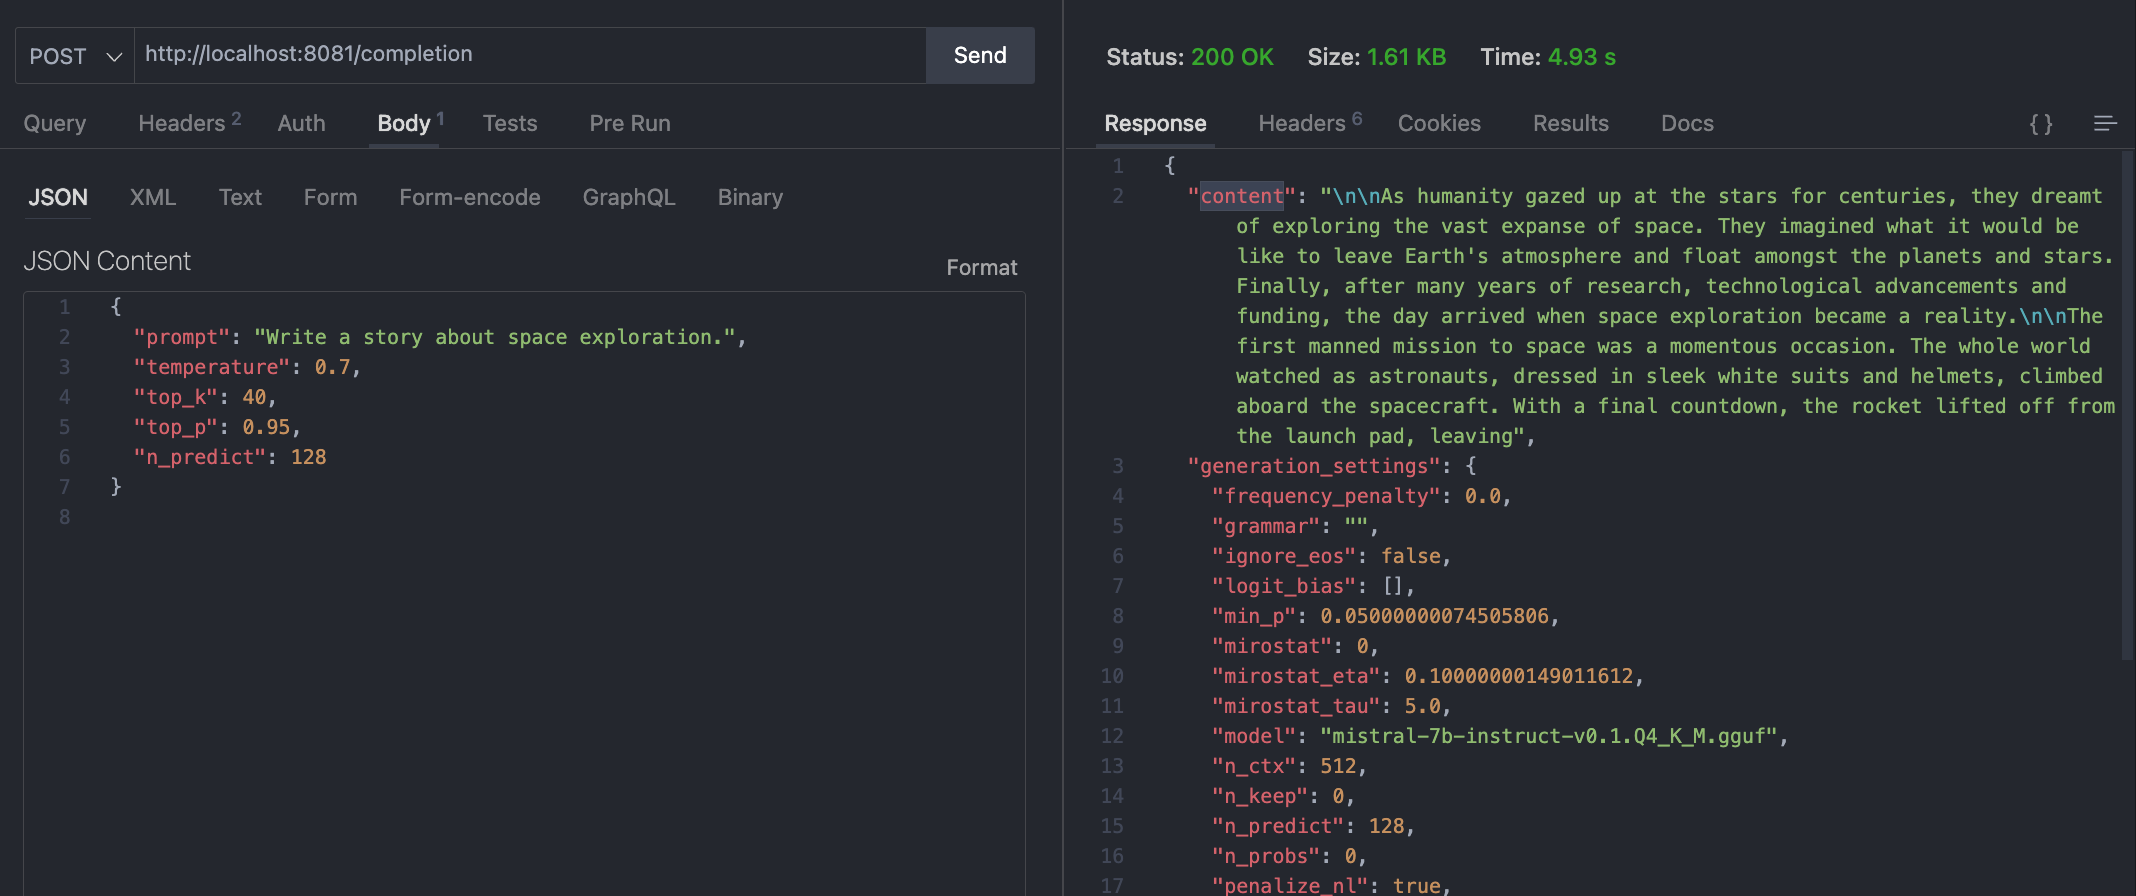 POST http://localhost:8081/completion Send
Query Headers 2 Auth Body 1 Tests Pre Run
JSON XML Text Form Form-encode GraphQL Binary
JSON Content Format
1 {
2 "prompt": "Write a story about space exploration.",
3 "temperature": 0.7,
4 "top_k": 40,
5 "top_p": 0.95,
6 "n_predict": 128
7 }
8
Status: 200 OK Size: 1.61 KB Time: 4.93 s
Response Headers 6 Cookies Results Docs { }
1 {
2 "content": "\n\nAs humanity gazed up at the stars for centuries, they dreamt
of exploring the vast expanse of space. They imagined what it would be
like to leave Earth's atmosphere and float amongst the planets and stars.
Finally, after many years of research, technological advancements and
funding, the day arrived when space exploration became a reality.\n\nThe
first manned mission to space was a momentous occasion. The whole world
watched as astronauts, dressed in sleek white suits and helmets, climbed
aboard the spacecraft. With a final countdown, the rocket lifted off from
the launch pad, leaving",
3 "generation_settings": {
4 "frequency_penalty": 0.0,
5 "grammar": "",
6 "ignore_eos": false,
7 "logit_bias": [],
8 "min_p": 0.05000000074505806,
9 "mirostat": 0,
10 "mirostat_eta": 0.10000000149011612,
11 "mirostat_tau": 5.0,
12 "model": "mistral-7b-instruct-v0.1.Q4_K_M.gguf",
13 "n_ctx": 512,
14 "n_keep": 0,
15 "n_predict": 128,
16 "n_probs": 0,
17 "penalize_nl": true,